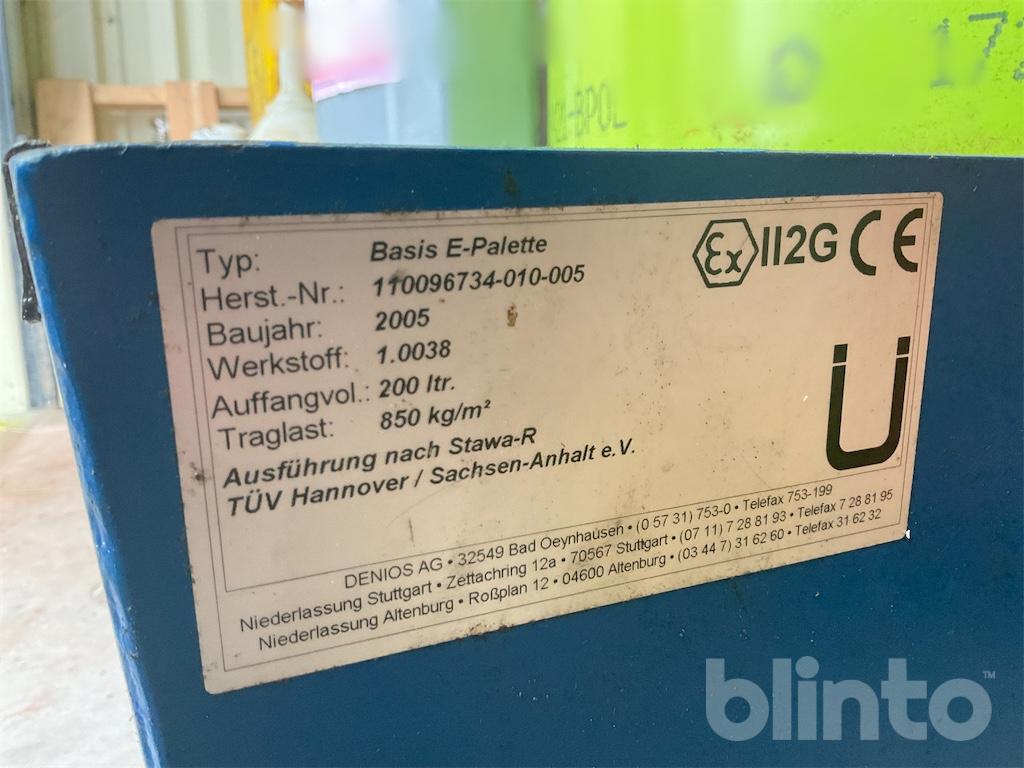 Typ: Basis E-Palette
Herst.-Nr.: 110096734-010-005
Baujahr: 2005
Werkstoff: 1.0038
Auffangvol.: 200 ltr.
Traglast: 850 kg/m²
Ausführung nach Stawa-R
TÜV Hannover / Sachsen-Anhalt e.V.
Ex II2G CE
Ü
DENIOS AG • 32549 Bad Oeynhausen • (0 57 31) 753-0 • Telefax 753-199
Niederlassung Stuttgart • Zettachring 12a • 70567 Stuttgart • (07 11) 7 28 81 93 • Telefax 7 28 81 95
Niederlassung Altenburg • Roßplan 12 • 04600 Altenburg • (03 44 7) 31 62 60 • Telefax 31 62 32
blinto™